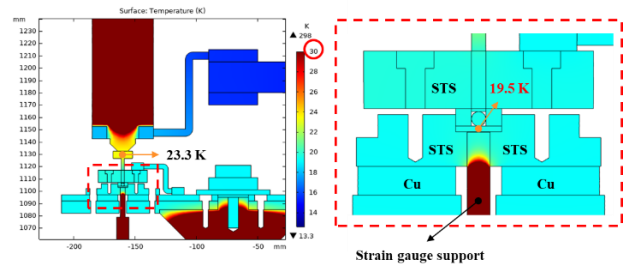 Surface: Temperature (K)
mm
1240
1230
1220
1210
1200
1190
1180
1170
1160
1150
1140
1130
1120
1110
1100
1090
1080
1070
-200
-150
-100
-50
mm
23.3 K
K
▲ 298
30
28
26
24
22
20
18
16
14
▼ 13.3
STS
19.5 K
STS
STS
Cu
Cu
Strain gauge support